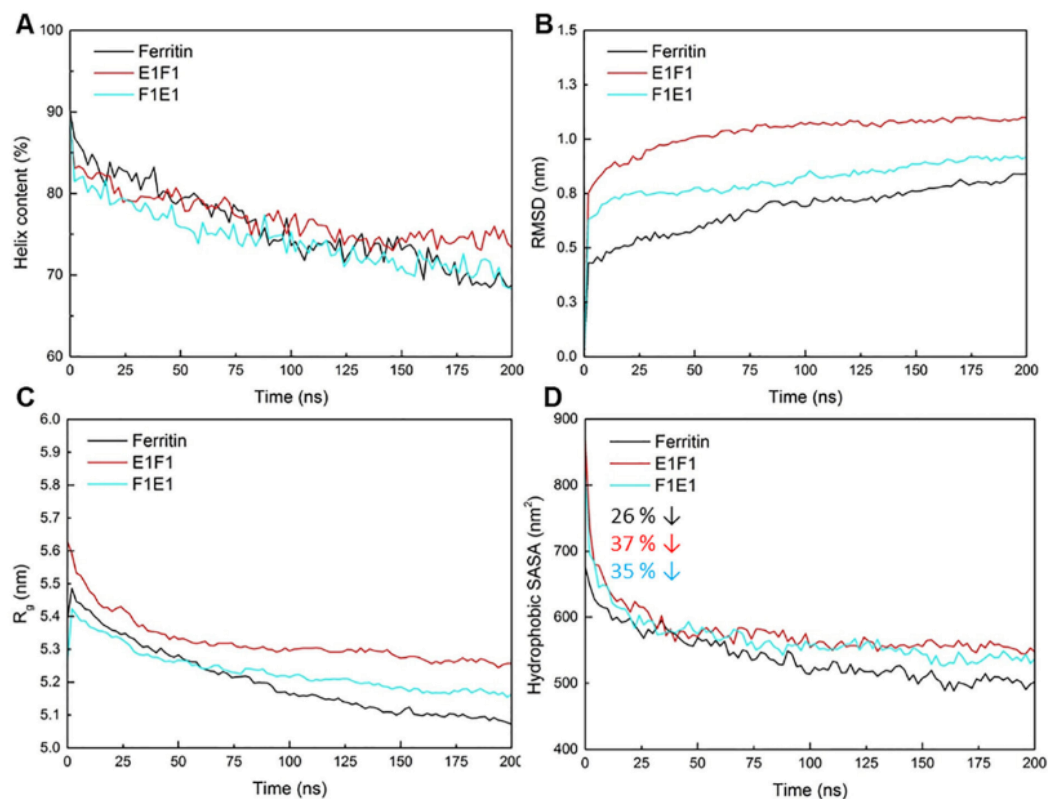 A
100
90
80
70
60
Helix content (%)
Ferritin
E1F1
F1E1
0 25 50 75 100 125 150 175 200
Time (ns)
B
1.5
1.3
1.0
0.8
0.5
0.3
0.0
RMSD (nm)
Ferritin
E1F1
F1E1
0 25 50 75 100 125 150 175 200
Time (ns)
C
6.0
5.9
5.8
5.7
5.6
5.5
5.4
5.3
5.2
5.1
5.0
Rg (nm)
Ferritin
E1F1
F1E1
0 25 50 75 100 125 150 175 200
Time (ns)
D
900
800
700
600
500
400
Hydrophobic SASA (nm²)
Ferritin
E1F1
F1E1
26 % ↓
37 % ↓
35 % ↓
0 25 50 75 100 125 150 175 200
Time (ns)